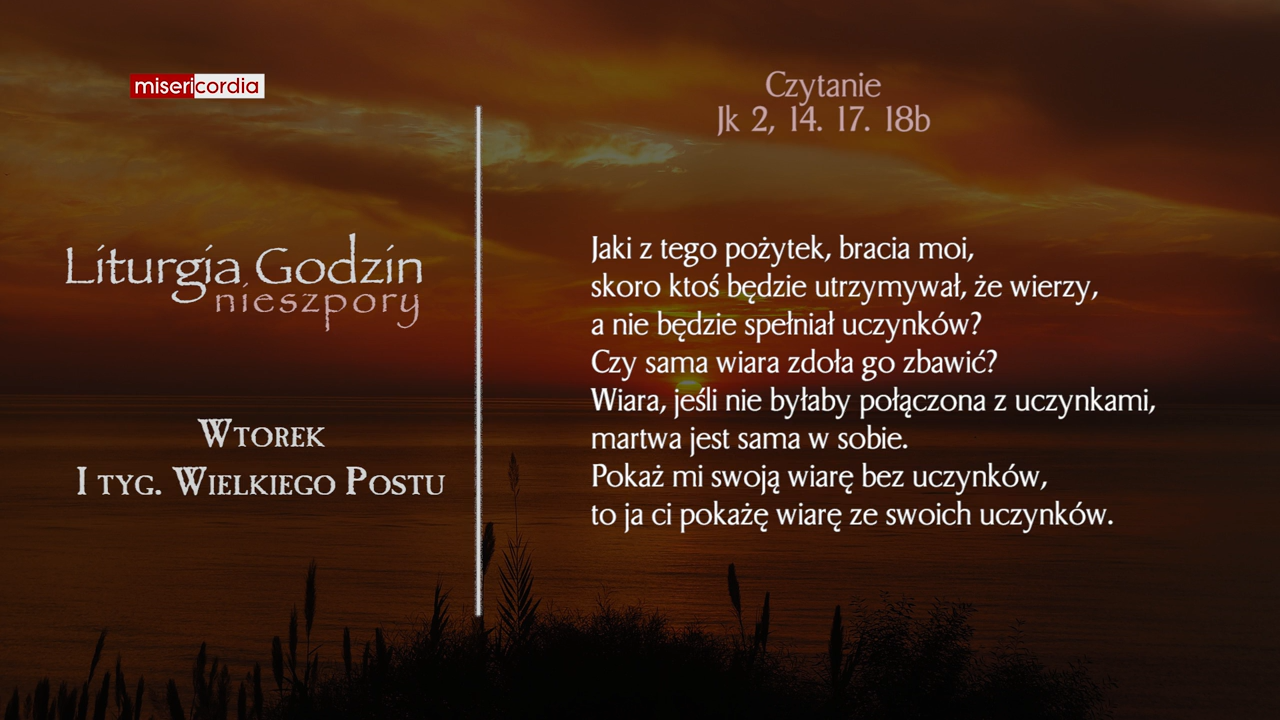 misericordia
Liturgia Godzin
nieszpory
Wtorek
I tyg. Wielkiego Postu
Czytanie
Jk 2, 14. 17. 18b
Jaki z tego pożytek, bracia moi,
skoro ktoś będzie utrzymywał, że wierzy,
a nie będzie spełniał uczynków?
Czy sama wiara zdoła go zbawić?
Wiara, jeśli nie byłaby połączona z uczynkami,
martwa jest sama w sobie.
Pokaż mi swoją wiarę bez uczynków,
to ja ci pokażę wiarę ze swoich uczynków.